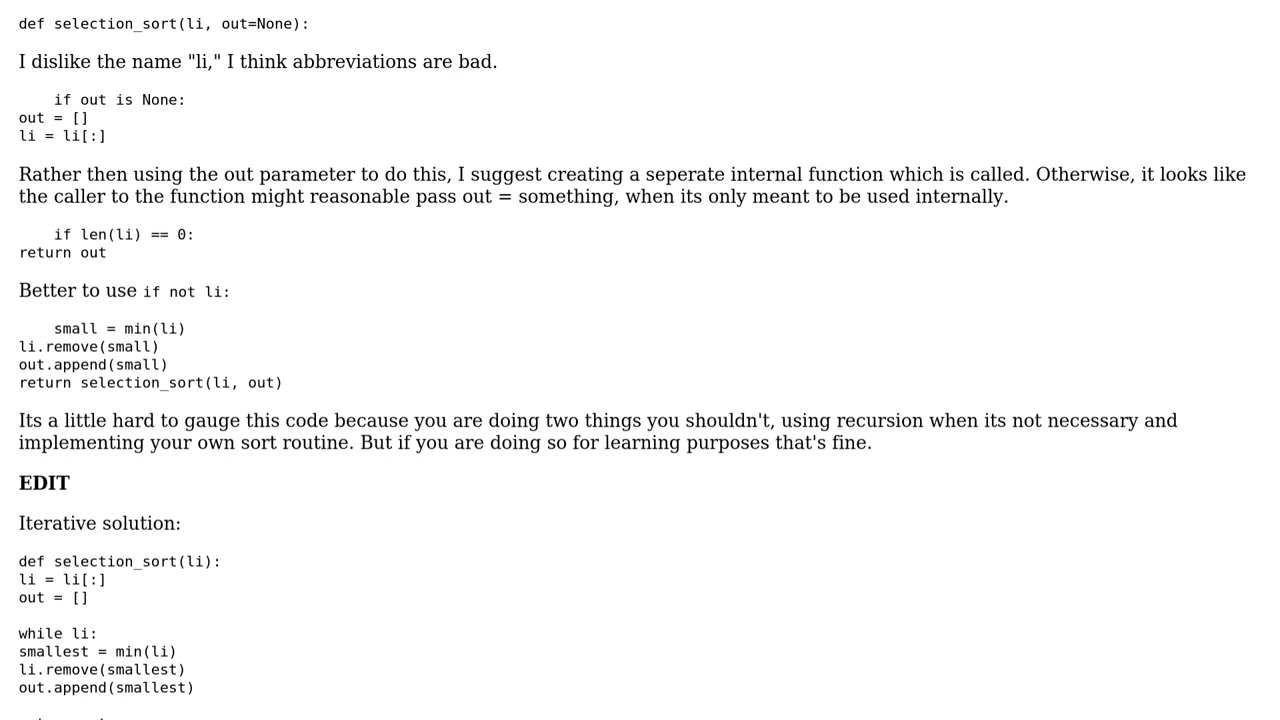 def selection_sort(li, out=None):
I dislike the name "li," I think abbreviations are bad.
    if out is None:
out = []
li = li[:]
Rather then using the out parameter to do this, I suggest creating a seperate internal function which is called. Otherwise, it looks like
the caller to the function might reasonable pass out = something, when its only meant to be used internally.
    if len(li) == 0:
return out
Better to use if not li:
    small = min(li)
li.remove(small)
out.append(small)
return selection_sort(li, out)
Its a little hard to gauge this code because you are doing two things you shouldn't, using recursion when its not necessary and
implementing your own sort routine. But if you are doing so for learning purposes that's fine.
EDIT
Iterative solution:
def selection_sort(li):
li = li[:]
out = []
while li:
smallest = min(li)
li.remove(smallest)
out.append(smallest)